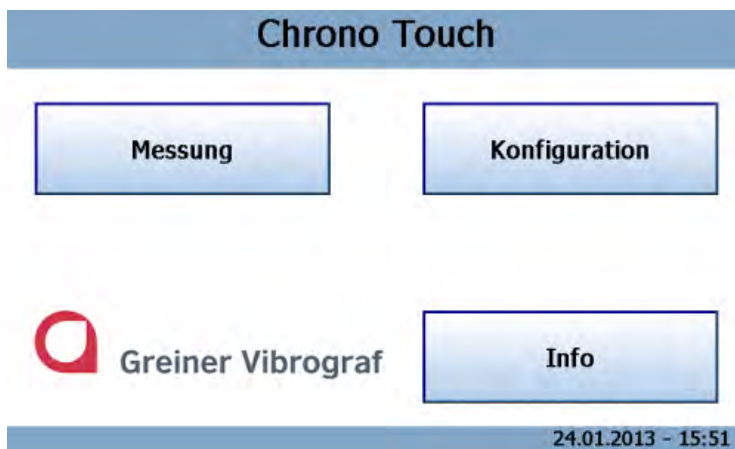 Chrono Touch
Messung
Konfiguration
Greiner Vibrograf
Info
24.01.2013 - 15:51